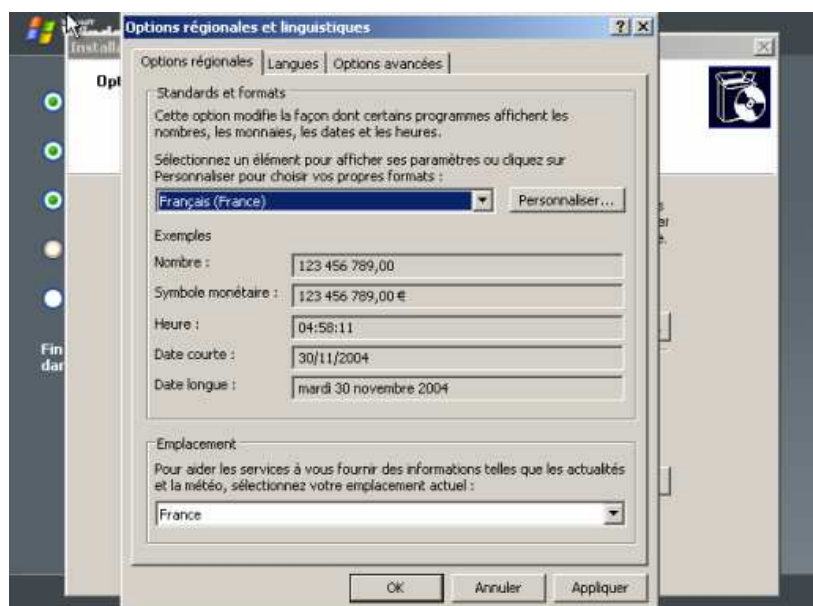 Options régionales et linguistiques
Options régionales
Langues
Options avancées
Opt
Standards et formats
Cette option modifie la façon dont certains programmes affichent les
nombres, les monnaies, les dates et les heures.
Sélectionnez un élément pour afficher ses paramètres ou cliquez sur
Personnaliser pour choisir vos propres formats :
Français (France)
Personnaliser...
Exemples
Nombre :
123 456 789,00
Symbole monétaire :
123 456 789,00 €
Heure :
04:58:11
Date courte :
30/11/2004
Date longue :
mardi 30 novembre 2004
Fin
dar
Emplacement
Pour aider les services à vous fournir des informations telles que les actualités
et la météo, sélectionnez votre emplacement actuel :
France
OK
Annuler
Appliquer